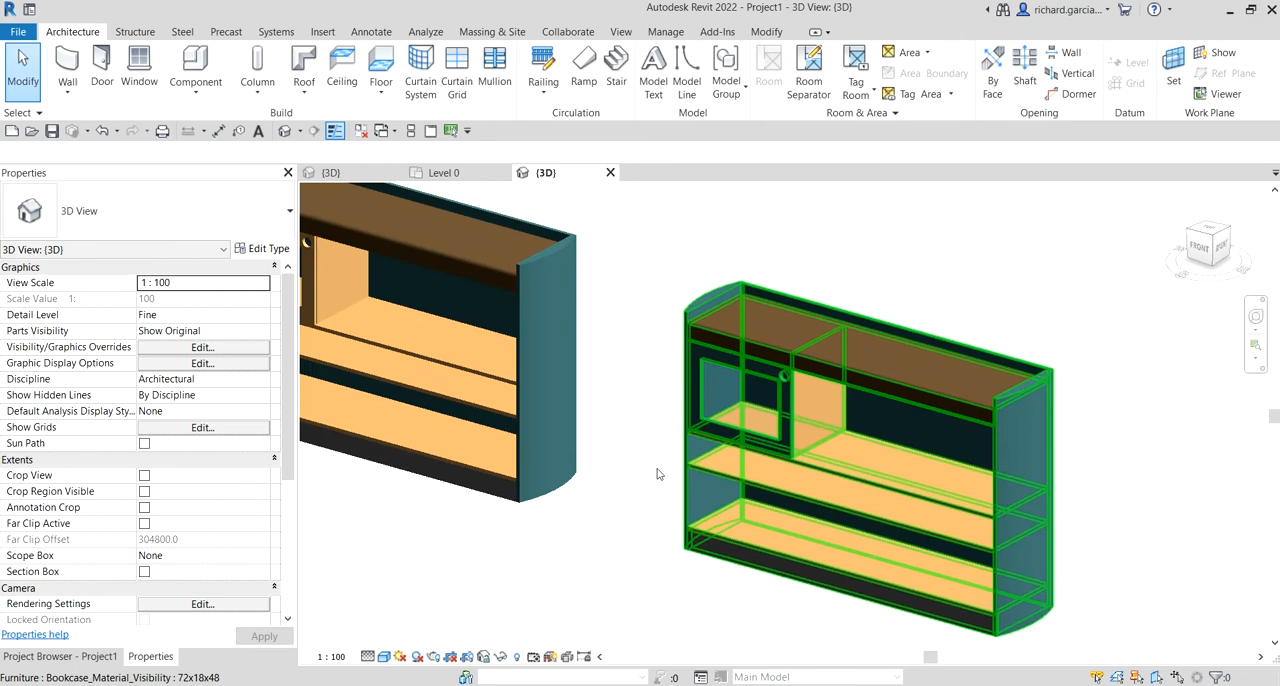 Autodesk Revit 2022 - Project1 - 3D View: {3D}
richard.garcia...
File Architecture Structure Steel Precast Systems Insert Annotate Analyze Massing & Site Collaborate View Manage Add-Ins Modify
Modify Wall Door Window Component Column Roof Ceiling Floor Curtain System Curtain Grid Mullion Railing Ramp Stair Model Text Model Line Model Group Room Room Separator Tag Room
Area
Area Boundary
Tag Area
By Face Shaft Wall Vertical Dormer
Level
Grid
Set Show
Ref Plane
Viewer
Select Build Circulation Model Room & Area Opening Datum Work Plane
Properties
{3D} Level 0 {3D}
3D View
3D View: {3D} Edit Type
Graphics
View Scale 1 : 100
Scale Value 1: 100
Detail Level Fine
Parts Visibility Show Original
Visibility/Graphics Overrides Edit...
Graphic Display Options Edit...
Discipline Architectural
Show Hidden Lines By Discipline
Default Analysis Display Sty... None
Show Grids Edit...
Sun Path
Extents
Crop View
Crop Region Visible
Annotation Crop
Far Clip Active
Far Clip Offset 304800.0
Scope Box None
Section Box
Camera
Rendering Settings Edit...
Locked Orientation
Properties help Apply
Project Browser - Project1 Properties
1 : 100
Furniture : Bookcase_Material_Visibility : 72x18x48
:0 Main Model :0
FRONT